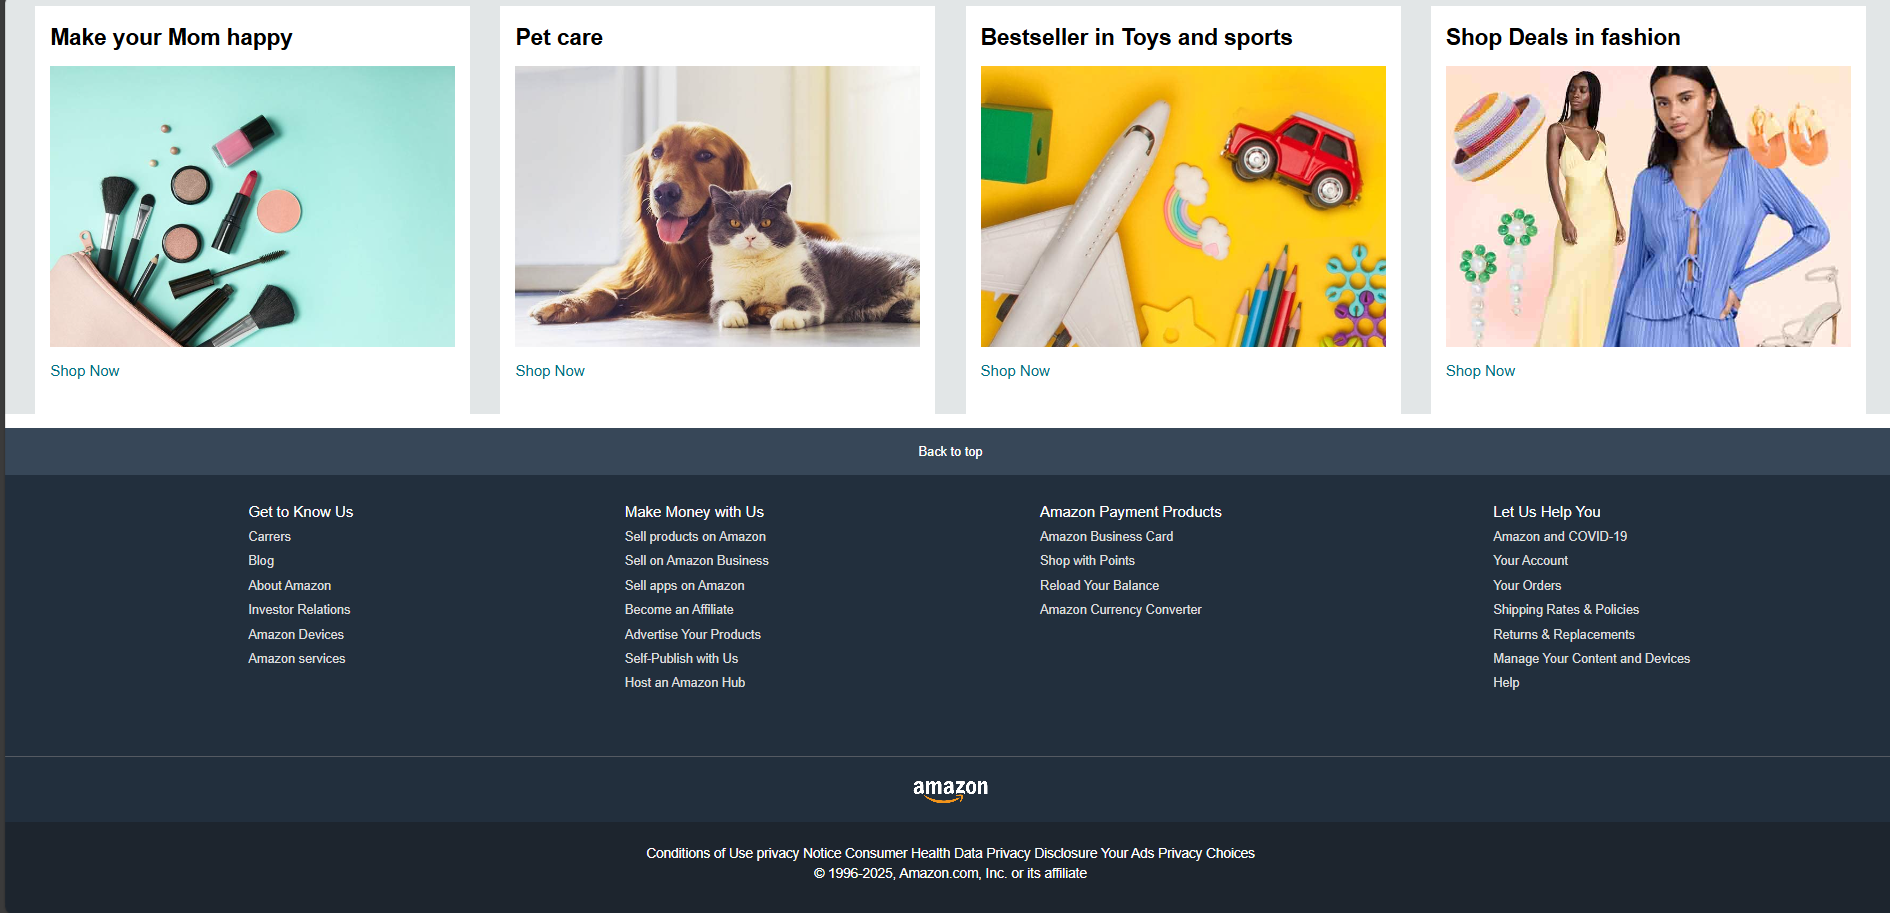 Make your Mom happy
Shop Now
Pet care
Shop Now
Bestseller in Toys and sports
Shop Now
Shop Deals in fashion
Shop Now
Back to top
Get to Know Us
Carrers
Blog
About Amazon
Investor Relations
Amazon Devices
Amazon services
Make Money with Us
Sell products on Amazon
Sell on Amazon Business
Sell apps on Amazon
Become an Affiliate
Advertise Your Products
Self-Publish with Us
Host an Amazon Hub
Amazon Payment Products
Amazon Business Card
Shop with Points
Reload Your Balance
Amazon Currency Converter
Let Us Help You
Amazon and COVID-19
Your Account
Your Orders
Shipping Rates & Policies
Returns & Replacements
Manage Your Content and Devices
Help
amazon
Conditions of Use privacy Notice Consumer Health Data Privacy Disclosure Your Ads Privacy Choices
© 1996-2025, Amazon.com, Inc. or its affiliate